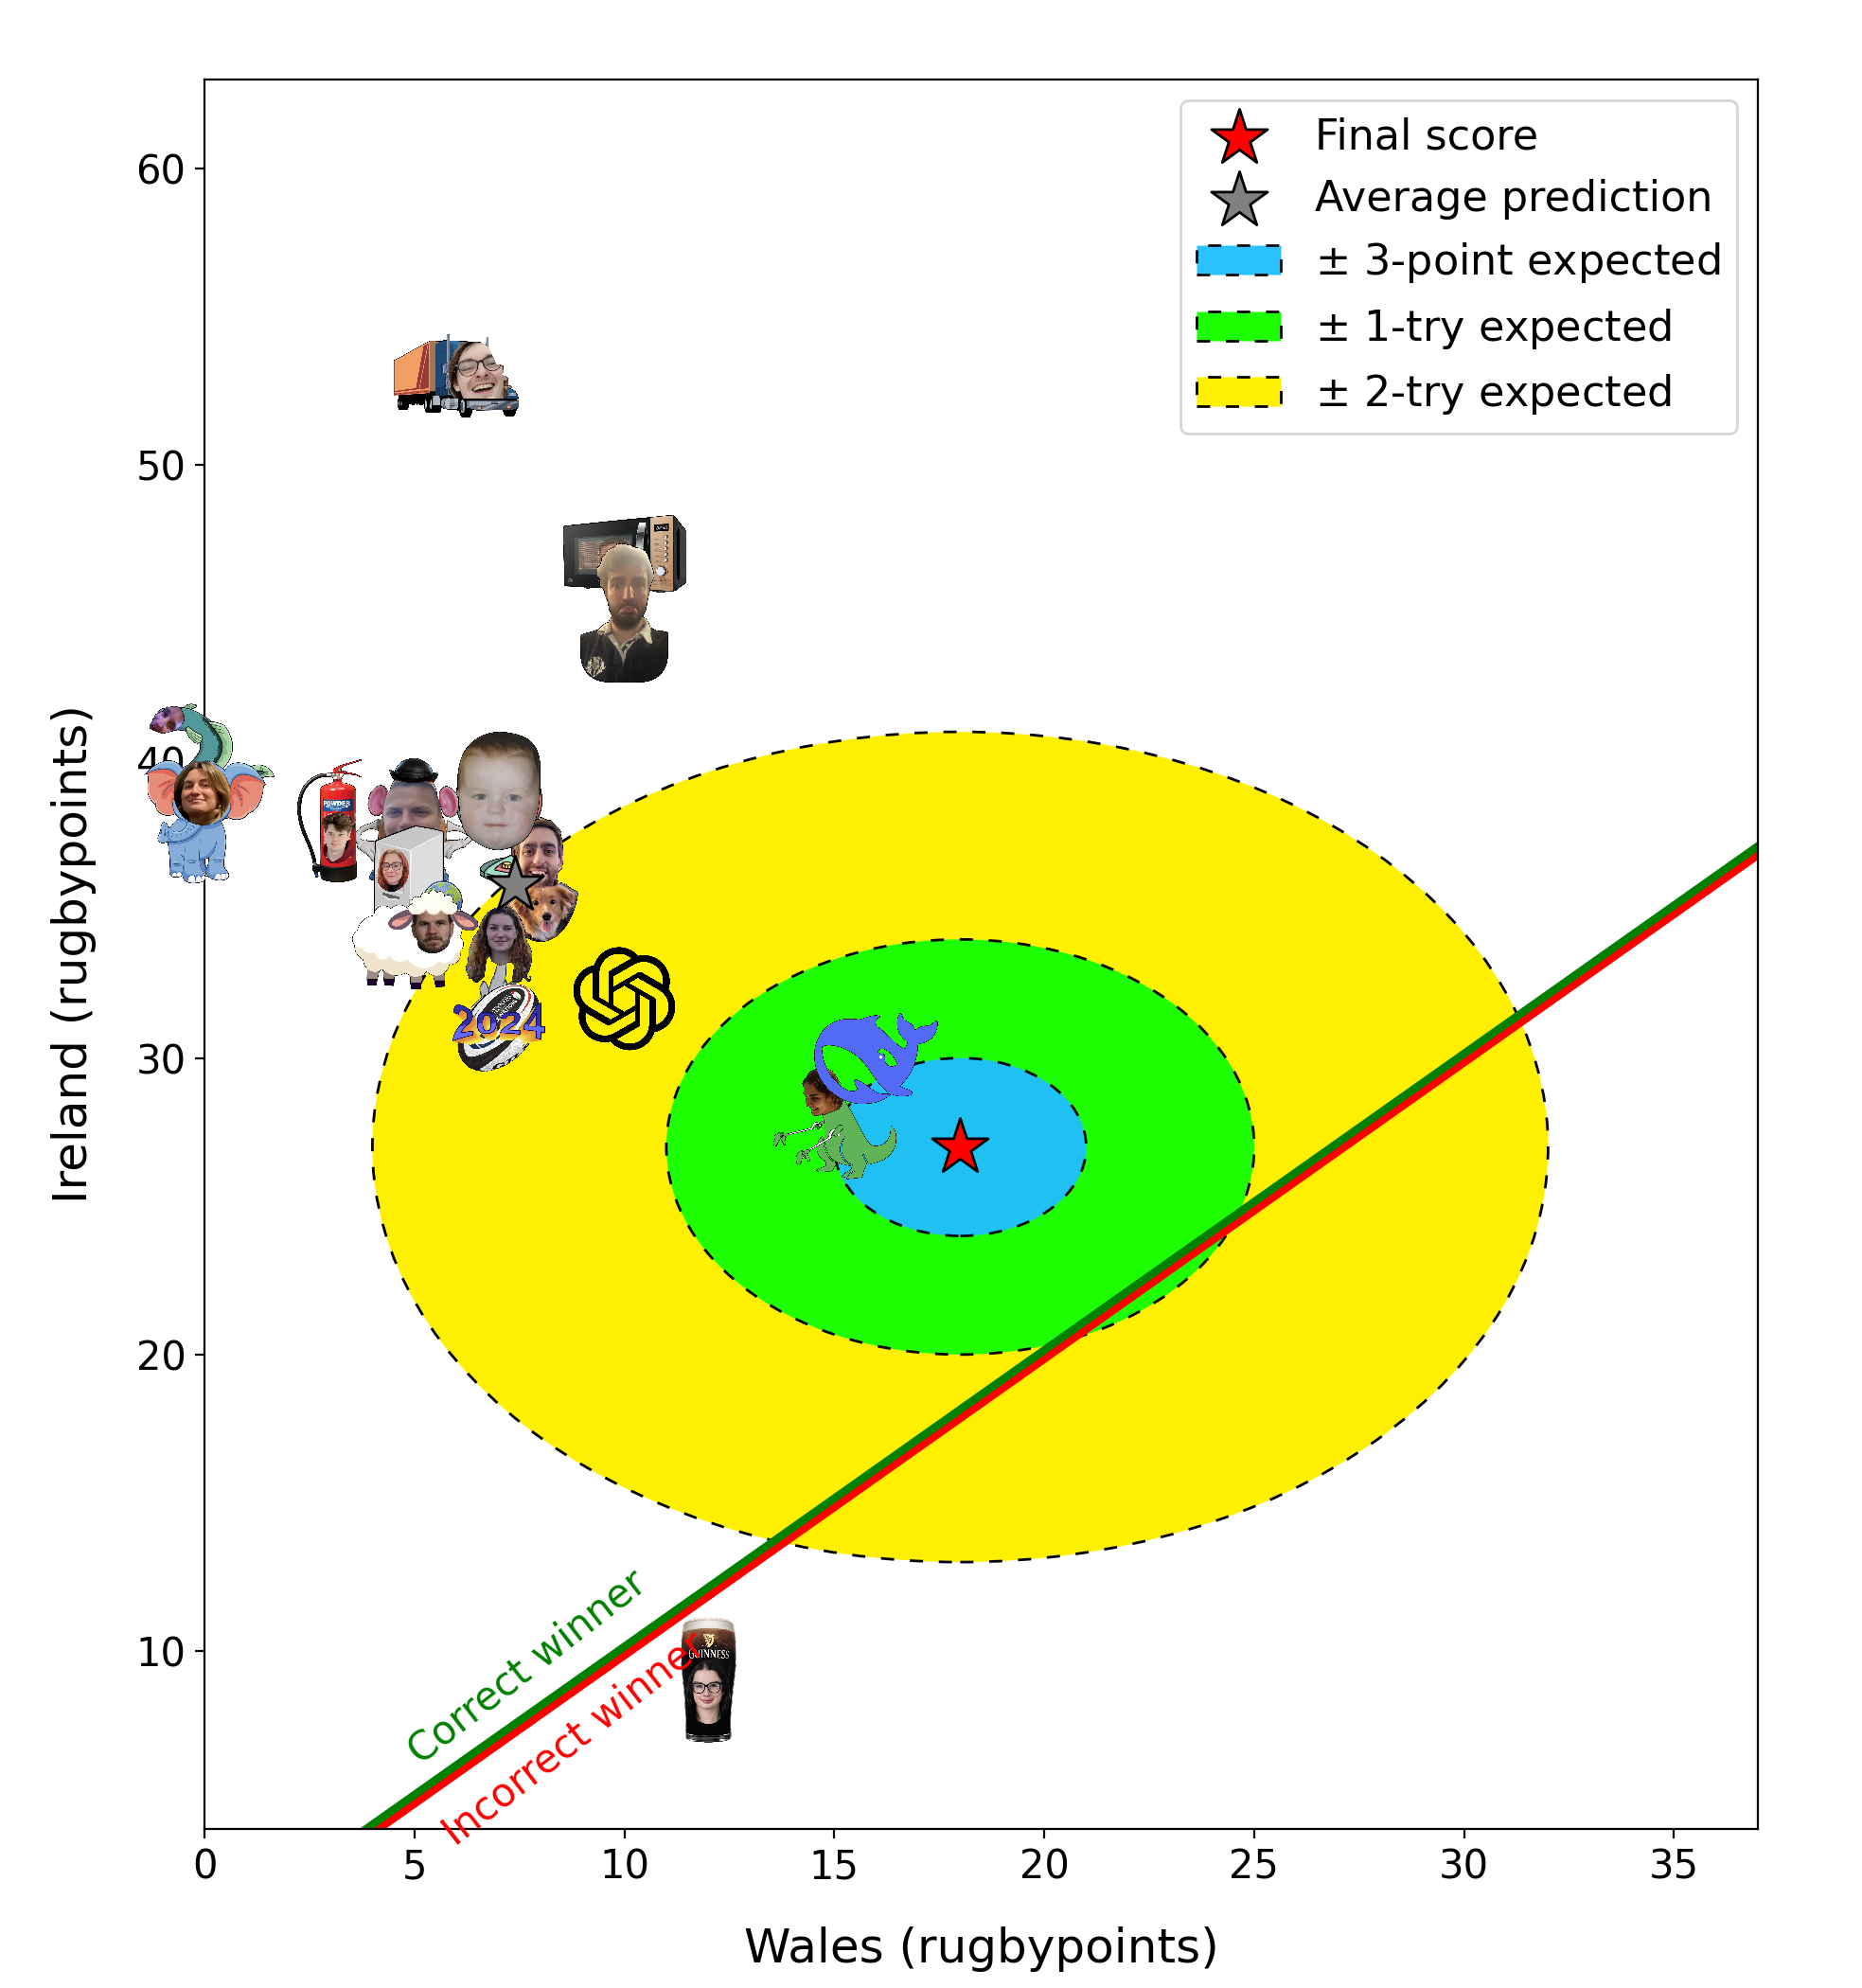 Final score
Average prediction
± 3-point expected
± 1-try expected
± 2-try expected
60
50
40
30
20
10
Ireland (rugbypoints)
POWDER
2024
Correct winner
Incorrect winner
GUINNESS
0
5
10
15
20
25
30
35
Wales (rugbypoints)